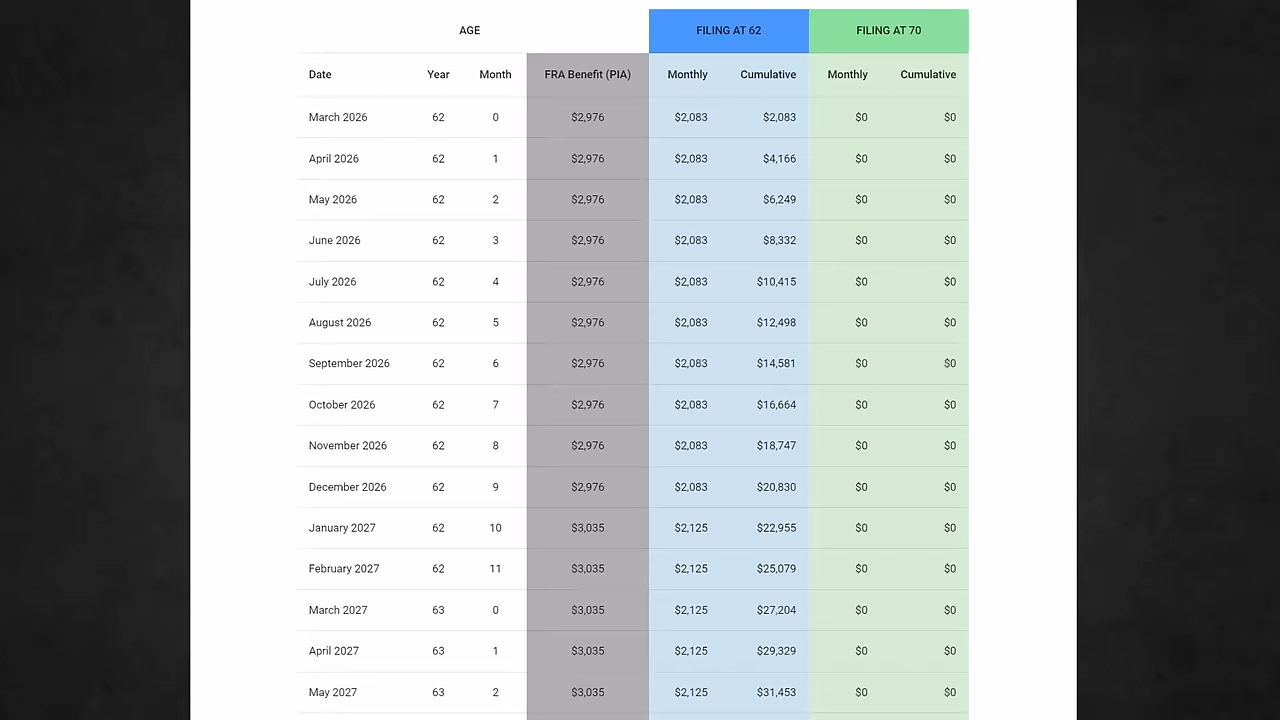 AGE FILING AT 62 FILING AT 70
Date Year Month FRA Benefit (PIA) Monthly Cumulative Monthly Cumulative
March 2026 62 0 $2,976 $2,083 $2,083 $0 $0
April 2026 62 1 $2,976 $2,083 $4,166 $0 $0
May 2026 62 2 $2,976 $2,083 $6,249 $0 $0
June 2026 62 3 $2,976 $2,083 $8,332 $0 $0
July 2026 62 4 $2,976 $2,083 $10,415 $0 $0
August 2026 62 5 $2,976 $2,083 $12,498 $0 $0
September 2026 62 6 $2,976 $2,083 $14,581 $0 $0
October 2026 62 7 $2,976 $2,083 $16,664 $0 $0
November 2026 62 8 $2,976 $2,083 $18,747 $0 $0
December 2026 62 9 $2,976 $2,083 $20,830 $0 $0
January 2027 62 10 $3,035 $2,125 $22,955 $0 $0
February 2027 62 11 $3,035 $2,125 $25,079 $0 $0
March 2027 63 0 $3,035 $2,125 $27,204 $0 $0
April 2027 63 1 $3,035 $2,125 $29,329 $0 $0
May 2027 63 2 $3,035 $2,125 $31,453 $0 $0